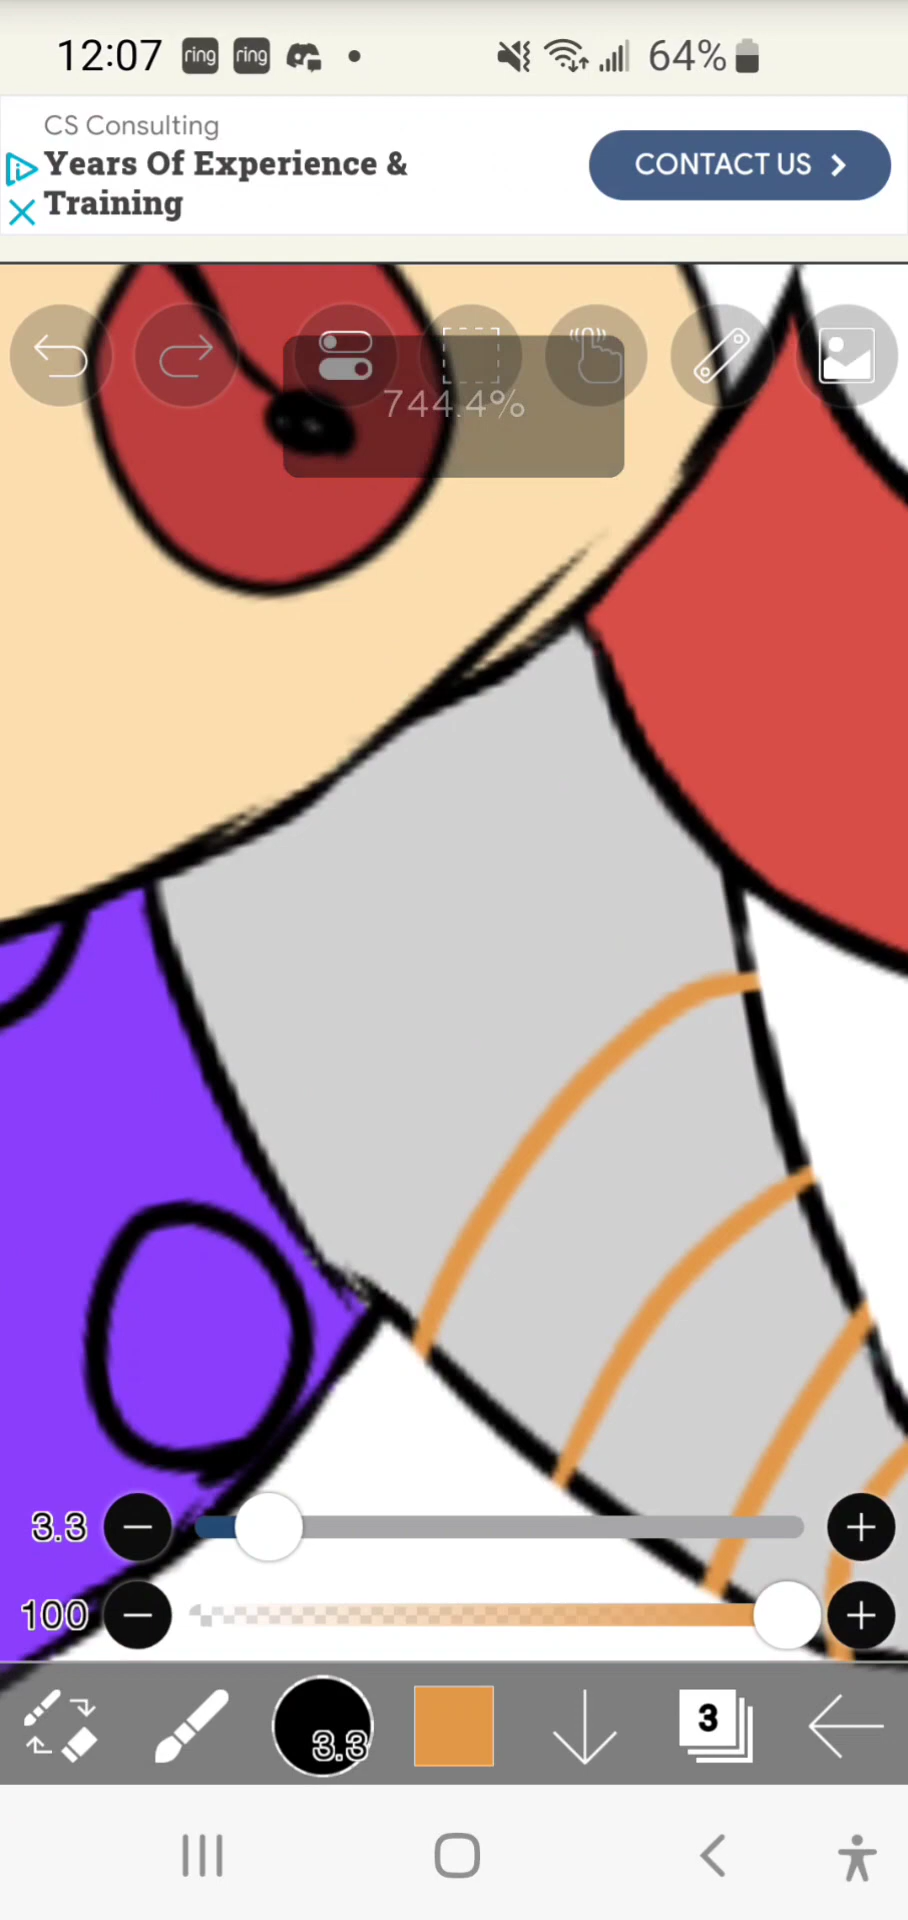 12:07 ring ring 64%
CS Consulting
Years Of Experience &
Training
CONTACT US
744.4%
3.3
100
3.3
3